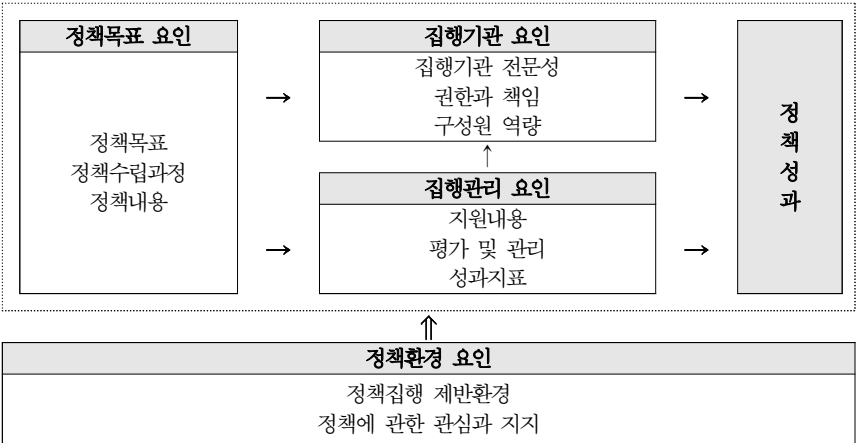 정책목표 요인
정책목표
정책수립과정
정책내용
→
→
집행기관 요인
집행기관 전문성
권한과 책임
구성원 역량
↑
집행관리 요인
지원내용
평가 및 관리
성과지표
→
→
정
책
성
과
⇑
정책환경 요인
정책집행 제반환경
정책에 관한 관심과 지지